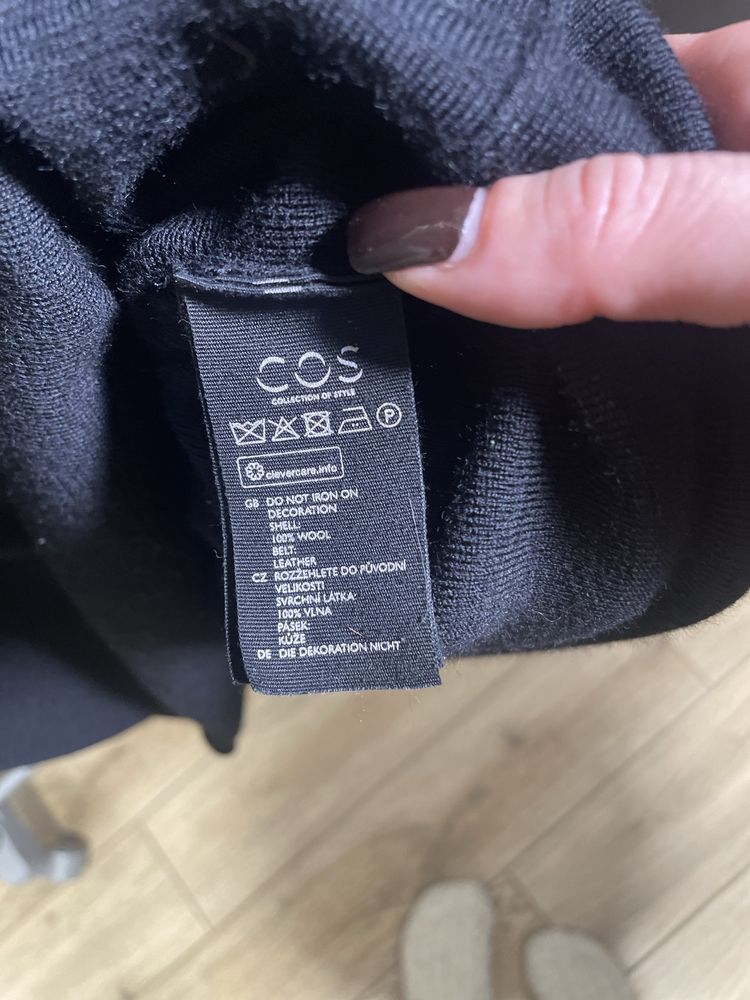 COS
COLLECTION OF STYLE
P
clevercare.info
GB DO NOT IRON ON
DECORATION
SHELL:
100% WOOL
BELT:
LEATHER
CZ ROZŽEHLETE DO PŮVODNÍ
VELIKOSTI
SVRCHNÍ LÁTKA:
100% VLNA
PÁSEK:
KŮŽE
DE DIE DEKORATION NICHT